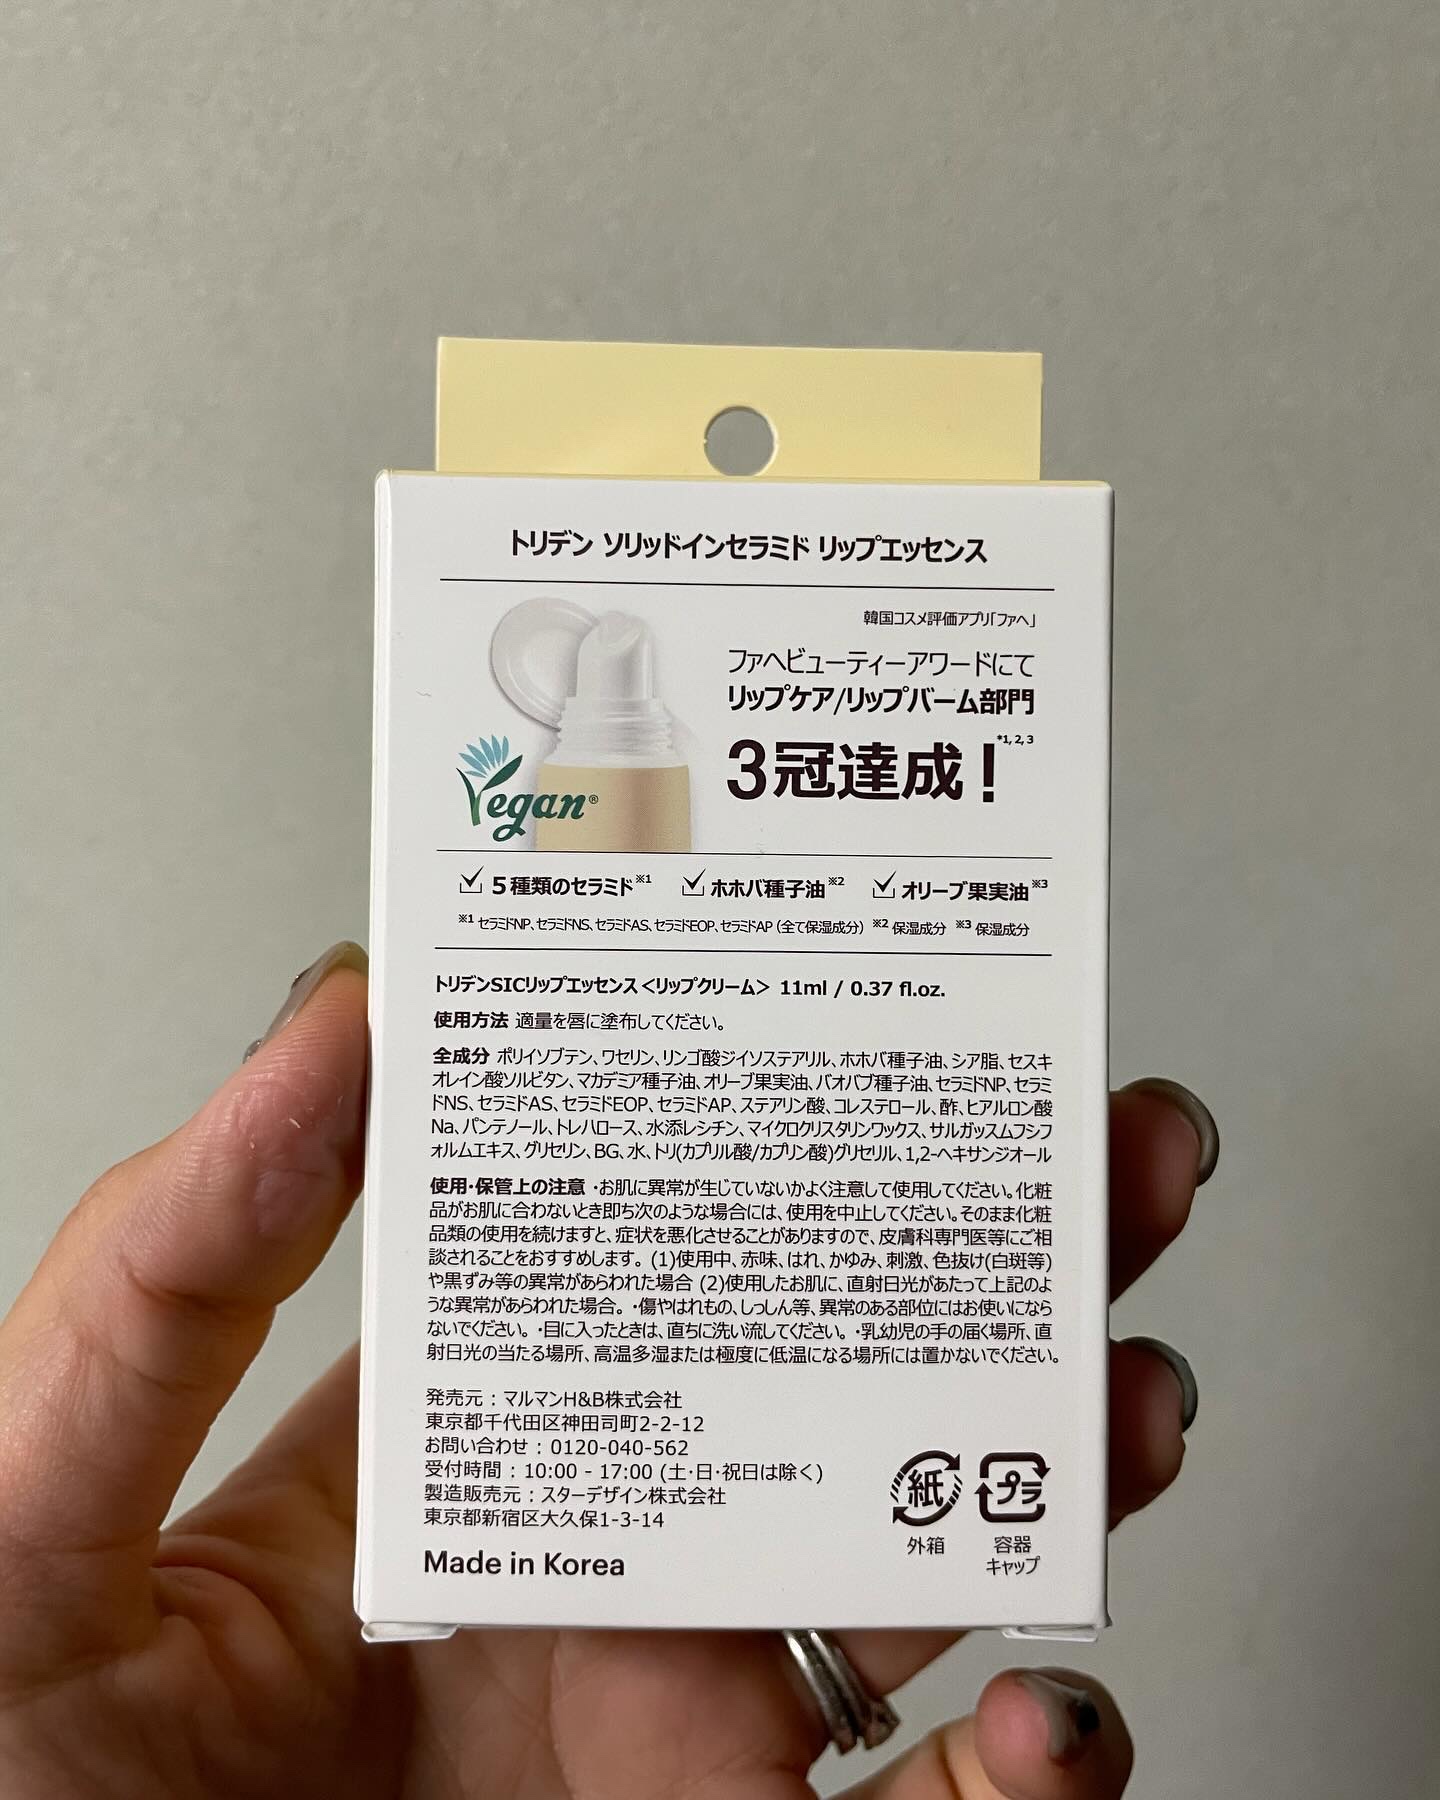 トリデン ソリッドインセラミド リップエッセンス
韓国コスメ評価アプリ「ファヘ」
ファヘビューティーアワードにて
リップケア/リップバーム部門
3冠達成！*1, 2, 3
Vegan®
5種類のセラミド※1 ホホバ種子油※2 オリーブ果実油※3
※1 セラミドNP、セラミドNS、セラミドAS、セラミドEOP、セラミドAP（全て保湿成分） ※2 保湿成分 ※3 保湿成分
トリデンSICリップエッセンス＜リップクリーム＞ 11ml / 0.37 fl.oz.
使用方法 適量を唇に塗布してください。
全成分 ポリイソブテン、ワセリン、リンゴ酸ジイソステアリル、ホホバ種子油、シア脂、セスキ
オレイン酸ソルビタン、マカデミア種子油、オリーブ果実油、バオバブ種子油、セラミドNP、セラミ
ドNS、セラミドAS、セラミドEOP、セラミドAP、ステアリン酸、コレステロール、酢、ヒアルロン酸
Na、パンテノール、トレハロース、水添レシチン、マイクロクリスタリンワックス、サルガッスムフシフ
ォルムエキス、グリセリン、BG、水、トリ(カプリル酸/カプリン酸)グリセリル、1,2-ヘキサンジオール
使用・保管上の注意 ・お肌に異常が生じていないかよく注意して使用してください。化粧
品がお肌に合わないとき即ち次のような場合には、使用を中止してください。そのまま化粧
品類の使用を続けますと、症状を悪化させることがありますので、皮膚科専門医等にご相
談されることをおすすめします。(1)使用中、赤味、はれ、かゆみ、刺激、色抜け(白斑等)
や黒ずみ等の異常があらわれた場合 (2)使用したお肌に、直射日光があたって上記のよ
うな異常があらわれた場合。・傷やはれもの、しっしん等、異常のある部位にはお使いになら
ないでください。・目に入ったときは、直ちに洗い流してください。・乳幼児の手の届く場所、直
射日光の当たる場所、高温多湿または極度に低温になる場所には置かないでください。
発売元：マルマンH&B株式会社
東京都千代田区神田司町2-2-12
お問い合わせ：0120-040-562
受付時間：10:00 - 17:00 (土・日・祝日は除く)
製造販売元：スターデザイン株式会社
東京都新宿区大久保1-3-14
Made in Korea
紙 プラ
外箱 容器
キャップ